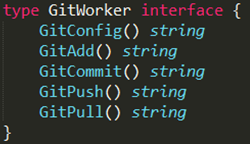 type GitWorker interface {
    GitConfig() string
    GitAdd() string
    GitCommit() string
    GitPush() string
    GitPull() string
}